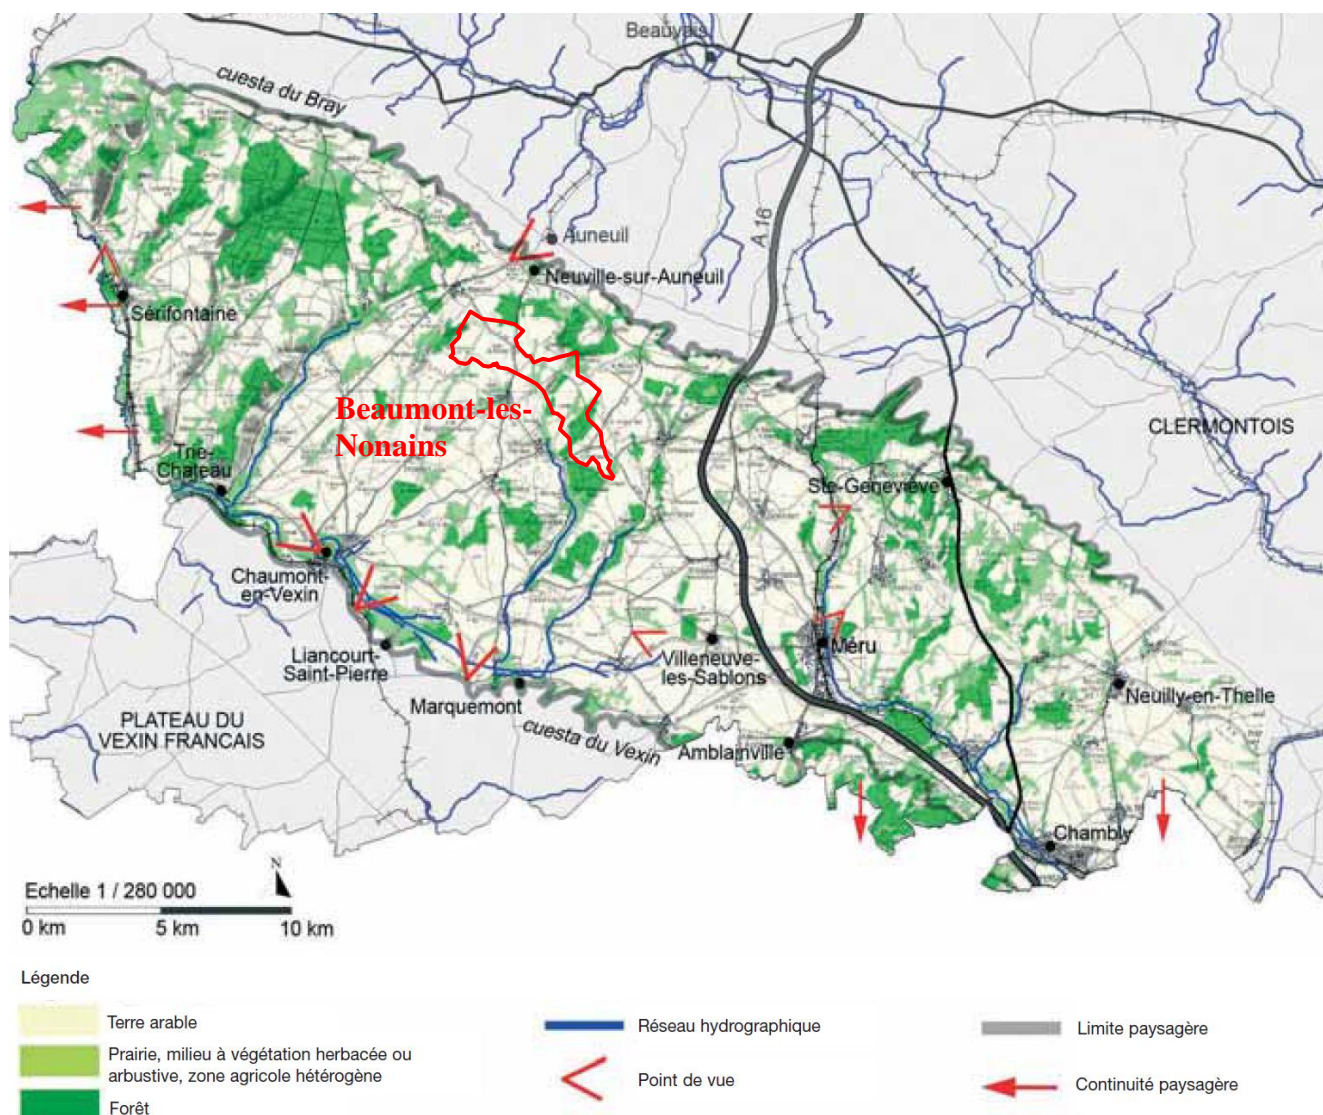 Beauvais
cuesta du Bray
A 16
Auneuil
Neuville-sur-Auneuil
N 1
Sérifontaine
Beaumont-les-
Nonains
CLERMONTOIS
Trie-
Chateau
Ste-Geneviève
Chaumont-
en-Vexin
Liancourt-
Saint-Pierre
Villeneuve-
les-Sablons
Méru
Neuilly-en-Thelle
Marquemont
PLATEAU DU
VEXIN FRANCAIS
cuesta du Vexin
Amblainville
Chambly
N
Echelle 1 / 280 000
0 km 5 km 10 km
Légende
Terre arable
Prairie, milieu à végétation herbacée ou
arbustive, zone agricole hétérogène
Forêt
Réseau hydrographique
Point de vue
Limite paysagère
Continuité paysagère